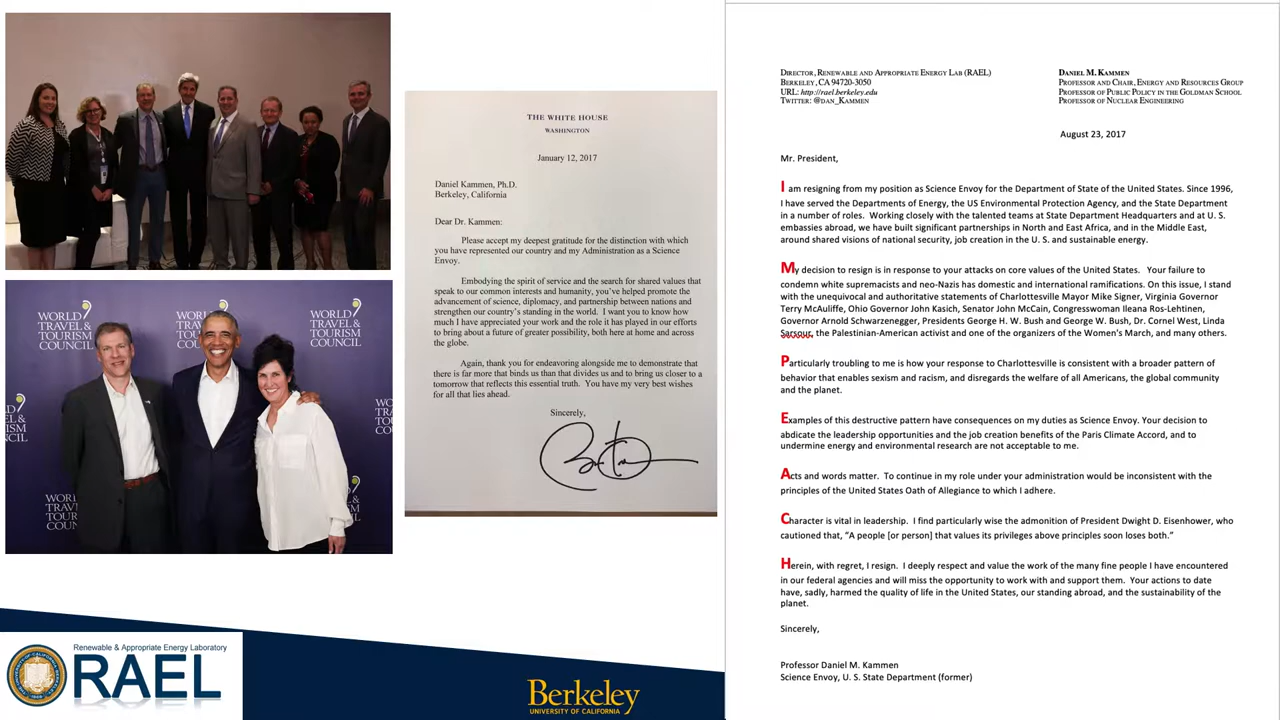 WORLD
TRAVEL &
TOURISM
COUNCIL
WORLD
TRAVEL &
TOURISM
COUNCIL
WORLD
TRAVEL &
TOURISM
COUNCIL
WORLD
TRAVEL
TOURISM
COUN
THE WHITE HOUSE
WASHINGTON
January 12, 2017
Daniel Kammen, Ph.D.
Berkeley, California
Dear Dr. Kammen:
Please accept my deepest gratitude for the distinction with which
you have represented our country and my Administration as a Science
Envoy.
Embodying the spirit of service and the search for shared values that
speak to our common interests and humanity, you've helped promote the
advancement of science, diplomacy, and partnership between nations and
strengthen our country's standing in the world. I want you to know how
much I have appreciated your work and the role it has played in our efforts
to bring about a future of greater possibility, both here at home and across
the globe.
Again, thank you for endeavoring alongside me to demonstrate that
there is far more that binds us than that divides us and to bring us closer to a
tomorrow that reflects this essential truth. You have my very best wishes
for all that lies ahead.
Sincerely,
DIRECTOR, RENEWABLE AND APPROPRIATE ENERGY LAB (RAEL)
BERKELEY, CA 94720-3050
URL: http://rael.berkeley.edu
TWITTER: @DAN_KAMMEN
DANIEL M. KAMMEN
PROFESSOR AND CHAIR, ENERGY AND RESOURCES GROUP
PROFESSOR OF PUBLIC POLICY IN THE GOLDMAN SCHOOL
PROFESSOR OF NUCLEAR ENGINEERING
August 23, 2017
Mr. President,
I am resigning from my position as Science Envoy for the Department of State of the United States. Since 1996,
I have served the Departments of Energy, the US Environmental Protection Agency, and the State Department
in a number of roles. Working closely with the talented teams at State Department Headquarters and at U. S.
embassies abroad, we have built significant partnerships in North and East Africa, and in the Middle East,
around shared visions of national security, job creation in the U. S. and sustainable energy.
My decision to resign is in response to your attacks on core values of the United States. Your failure to
condemn white supremacists and neo-Nazis has domestic and international ramifications. On this issue, I stand
with the unequivocal and authoritative statements of Charlottesville Mayor Mike Signer, Virginia Governor
Terry McAuliffe, Ohio Governor John Kasich, Senator John McCain, Congresswoman Ileana Ros-Lehtinen,
Governor Arnold Schwarzenegger, Presidents George H. W. Bush and George W. Bush, Dr. Cornel West, Linda
Sarsour, the Palestinian-American activist and one of the organizers of the Women's March, and many others.
Particularly troubling to me is how your response to Charlottesville is consistent with a broader pattern of
behavior that enables sexism and racism, and disregards the welfare of all Americans, the global community
and the planet.
Examples of this destructive pattern have consequences on my duties as Science Envoy. Your decision to
abdicate the leadership opportunities and the job creation benefits of the Paris Climate Accord, and to
undermine energy and environmental research are not acceptable to me.
Acts and words matter. To continue in my role under your administration would be inconsistent with the
principles of the United States Oath of Allegiance to which I adhere.
Character is vital in leadership. I find particularly wise the admonition of President Dwight D. Eisenhower, who
cautioned that, “A people [or person] that values its privileges above principles soon loses both.”
Herein, with regret, I resign. I deeply respect and value the work of the many fine people I have encountered
in our federal agencies and will miss the opportunity to work with and support them. Your actions to date
have, sadly, harmed the quality of life in the United States, our standing abroad, and the sustainability of the
planet.
Sincerely,
Professor Daniel M. Kammen
Science Envoy, U. S. State Department (former)
Renewable & Appropriate Energy Laboratory
RAEL
Berkeley
UNIVERSITY OF CALIFORNIA